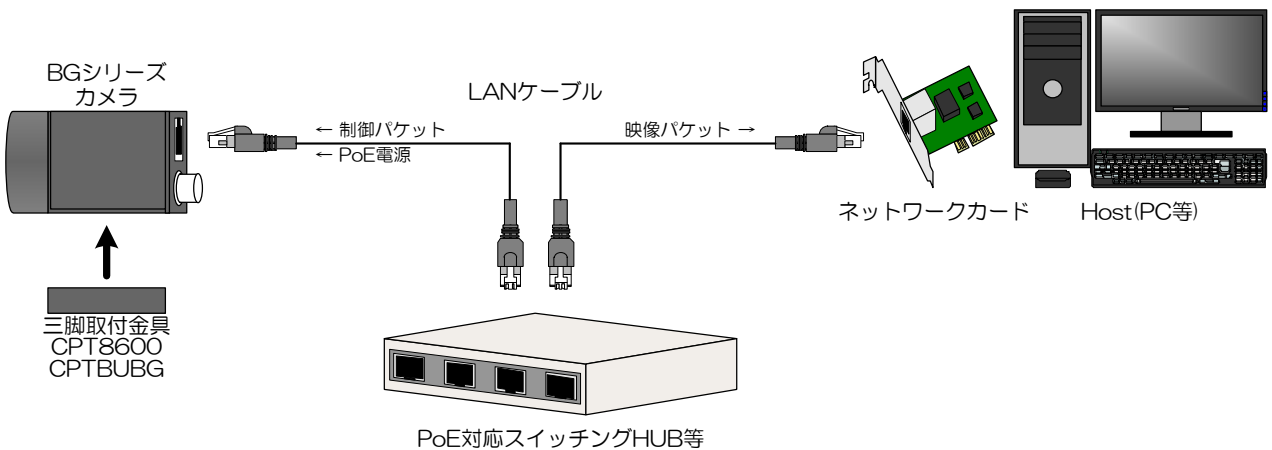 BGシリーズ
カメラ
LANケーブル
← 制御パケット
← PoE電源
映像パケット →
ネットワークカード
Host(PC等)
三脚取付金具
CPT8600
CPTBUBG
PoE対応スイッチングHUB等